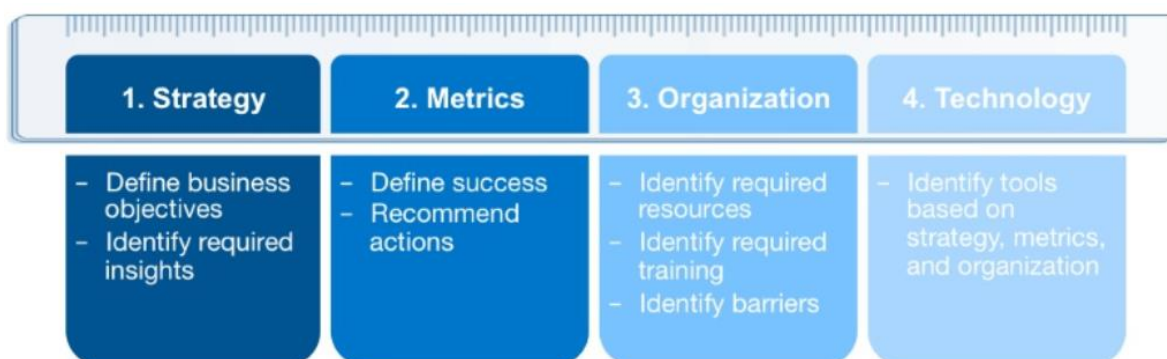 1. Strategy
2. Metrics
3. Organization
4. Technology
– Define business
objectives
– Identify required
insights
– Define success
– Recommend
actions
– Identify required
resources
– Identify required
training
– Identify barriers
– Identify tools
based on
strategy, metrics,
and organization